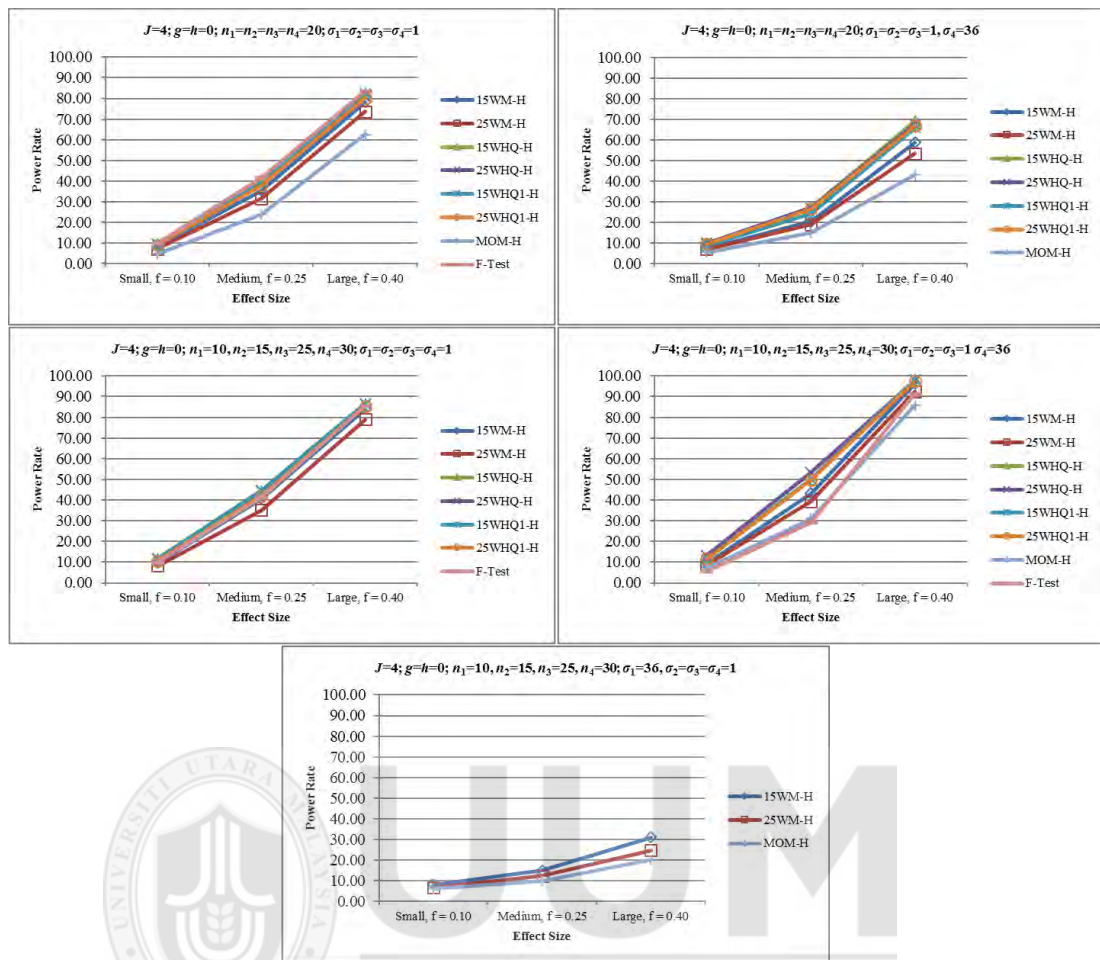 J=4; g=h=0; n1=n2=n3=n4=20; σ1=σ2=σ3=σ4=1
100.00
90.00
80.00
70.00
60.00
50.00
40.00
30.00
20.00
10.00
0.00
Power Rate
Small, f = 0.10
Medium, f = 0.25
Large, f = 0.40
Effect Size
15WM-H
25WM-H
15WHQ-H
25WHQ-H
15WHQ1-H
25WHQ1-H
MOM-H
F-Test
J=4; g=h=0; n1=n2=n3=n4=20; σ1=σ2=σ3=1, σ4=36
100.00
90.00
80.00
70.00
60.00
50.00
40.00
30.00
20.00
10.00
0.00
Power Rate
Small, f = 0.10
Medium, f = 0.25
Large, f = 0.40
Effect Size
15WM-H
25WM-H
15WHQ-H
25WHQ-H
15WHQ1-H
25WHQ1-H
MOM-H
J=4; g=h=0; n1=10, n2=15, n3=25, n4=30; σ1=σ2=σ3=σ4=1
100.00
90.00
80.00
70.00
60.00
50.00
40.00
30.00
20.00
10.00
0.00
Power Rate
Small, f = 0.10
Medium, f = 0.25
Large, f = 0.40
Effect Size
15WM-H
25WM-H
15WHQ-H
25WHQ-H
15WHQ1-H
25WHQ1-H
F-Test
J=4; g=h=0; n1=10, n2=15, n3=25, n4=30; σ1=σ2=σ3=1 σ4=36
100.00
90.00
80.00
70.00
60.00
50.00
40.00
30.00
20.00
10.00
0.00
Power Rate
Small, f = 0.10
Medium, f = 0.25
Large, f = 0.40
Effect Size
15WM-H
25WM-H
15WHQ-H
25WHQ-H
15WHQ1-H
25WHQ1-H
MOM-H
F-Test
J=4; g=h=0; n1=10, n2=15, n3=25, n4=30; σ1=36, σ2=σ3=σ4=1
100.00
90.00
80.00
70.00
60.00
50.00
40.00
30.00
20.00
10.00
0.00
Power Rate
Small, f = 0.10
Medium, f = 0.25
Large, f = 0.40
Effect Size
15WM-H
25WM-H
MOM-H
UNIVERSITI UTARA MALAYSIA
UUM